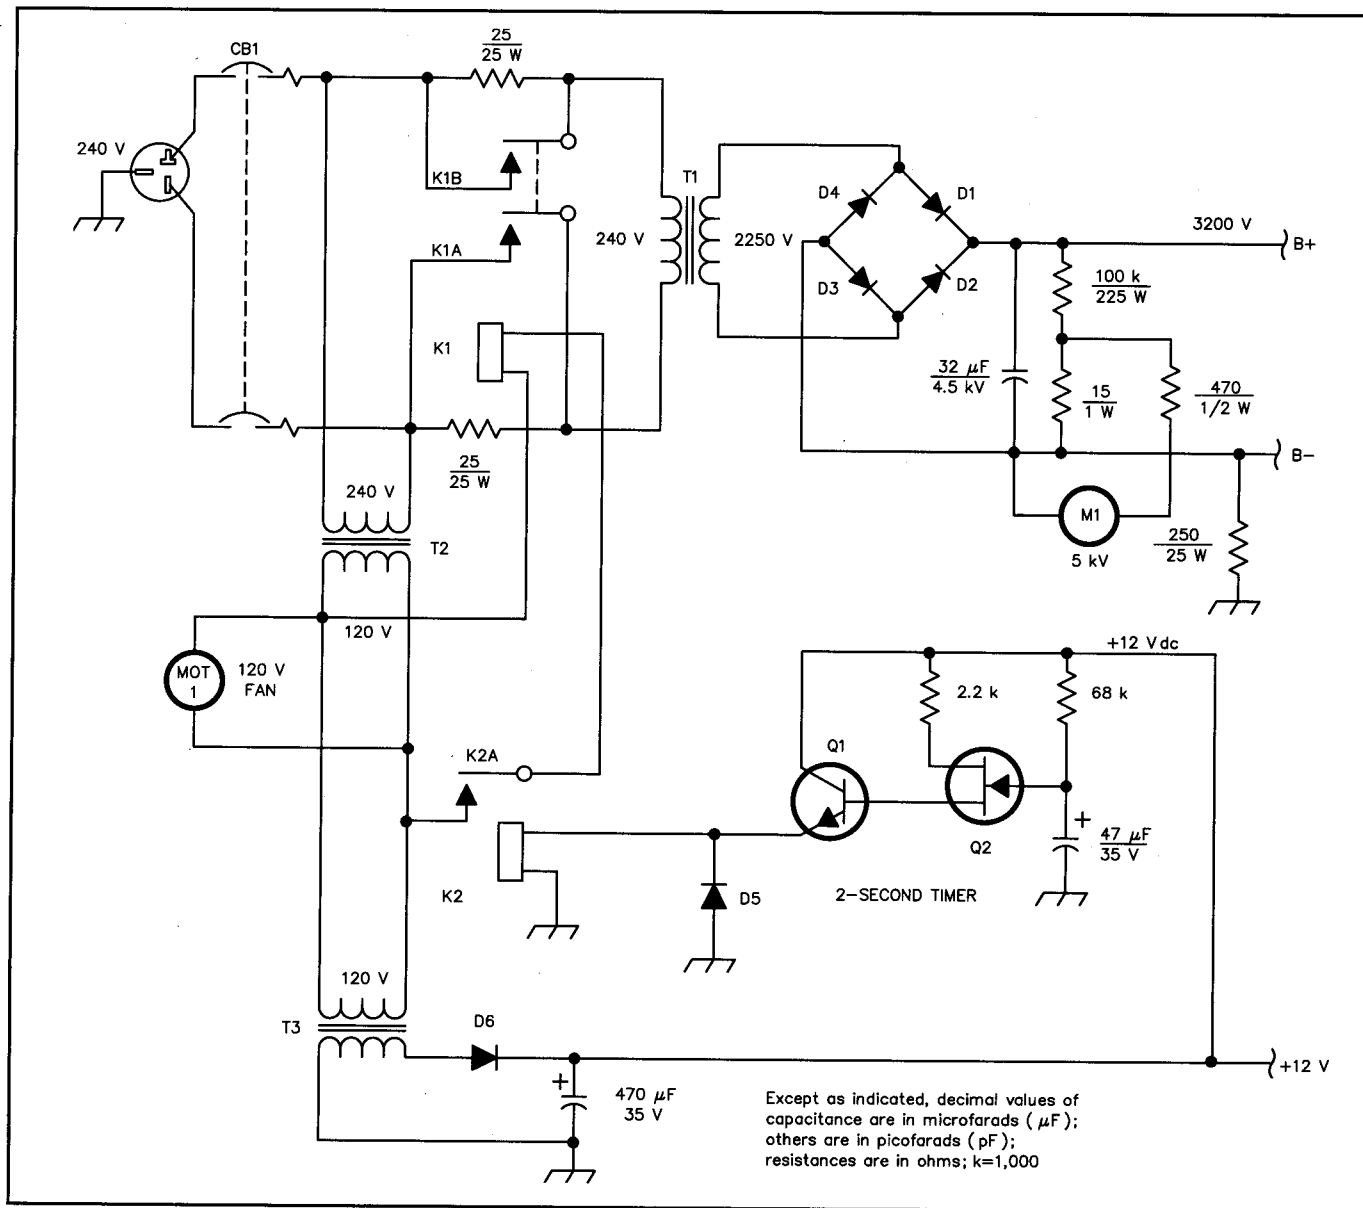 CB1
25
25 W
240 V
K1B
K1A
K1
T1
240 V
2250 V
D4
D1
D3
D2
3200 V
B+
100 k
225 W
32 μF
4.5 kV
15
1 W
470
1/2 W
B−
M1
5 kV
250
25 W
25
25 W
240 V
T2
120 V
MOT
1
120 V
FAN
K2A
K2
+12 Vdc
2.2 k
68 k
Q1
Q2
+
47 μF
35 V
D5
2−SECOND TIMER
120 V
T3
D6
+
470 μF
35 V
+12 V
Except as indicated, decimal values of
capacitance are in microfarads ( μF );
others are in picofarads ( pF );
resistances are in ohms; k=1,000